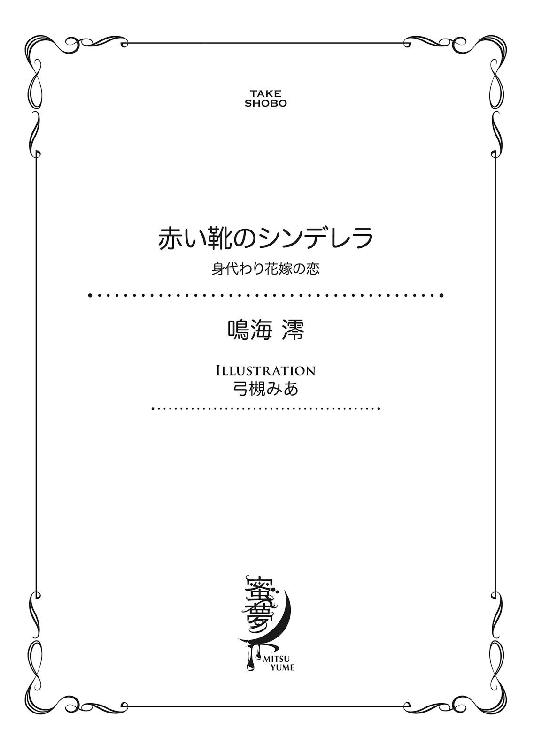 TAKE
SHOBO
赤い靴のシンデレラ
身代わり花嫁の恋
鳴海 澪
ILLUSTRATION
弓槻みあ
蜜夢
MITSU
YUME